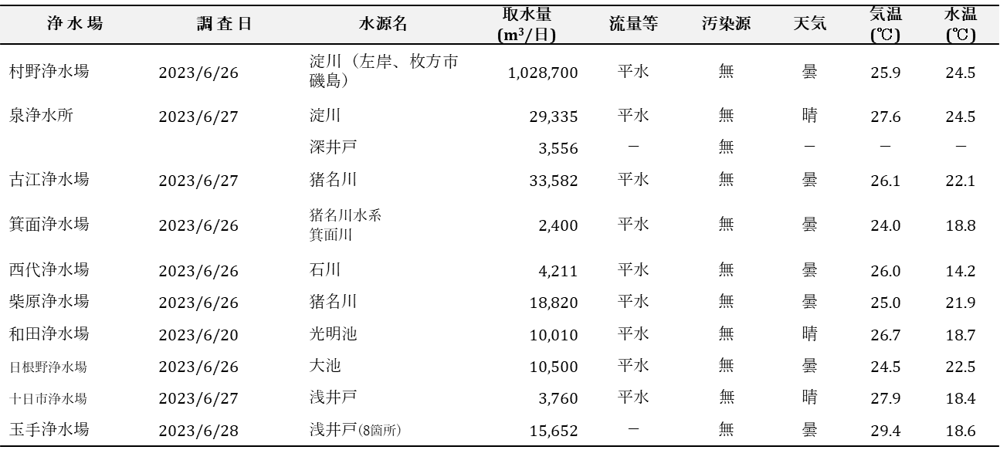 浄水場 調査日 水源名 取水量(m³/日) 流量等 汚染源 天気 気温(℃) 水温(℃)
村野浄水場 2023/6/26 淀川（左岸、枚方市磯島） 1,028,700 平水 無 曇 25.9 24.5
泉浄水所 2023/6/27 淀川 29,335 平水 無 晴 27.6 24.5
深井戸 3,556 － 無 － － －
古江浄水場 2023/6/27 猪名川 33,582 平水 無 曇 26.1 22.1
箕面浄水場 2023/6/26 猪名川水系箕面川 2,400 平水 無 曇 24.0 18.8
西代浄水場 2023/6/26 石川 4,211 平水 無 曇 26.0 14.2
柴原浄水場 2023/6/26 猪名川 18,820 平水 無 曇 25.0 21.9
和田浄水場 2023/6/20 光明池 10,010 平水 無 晴 26.7 18.7
日根野浄水場 2023/6/26 大池 10,500 平水 無 曇 24.5 22.5
十日市浄水場 2023/6/27 浅井戸 3,760 平水 無 晴 27.9 18.4
玉手浄水場 2023/6/28 浅井戸(8箇所) 15,652 － 無 曇 29.4 18.6